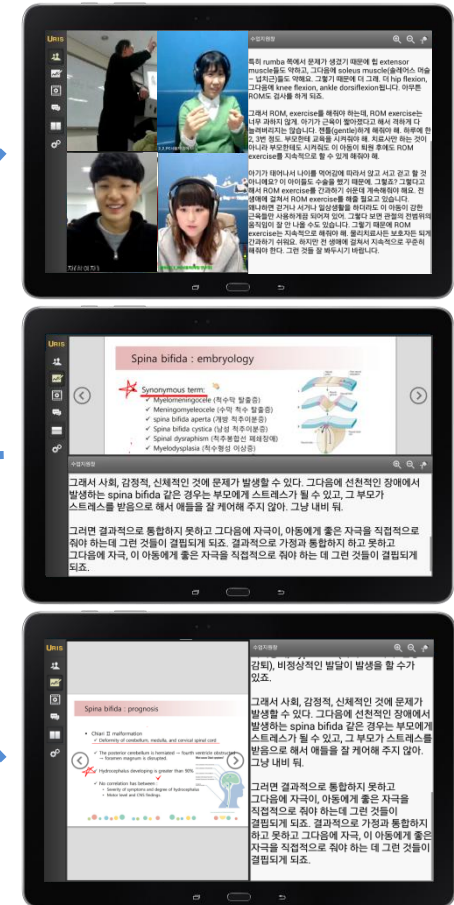 URIS
수업지원창
특히 rumba 쪽에서 문제가 생겼기 때문에 힙 extensor
muscle들도 약하고, 그다음에 soleus muscle(솔레어스 머슬
– 넙치근)들도 약해요. 그렇기 때문에 더 그래. 더 hip flexion,
그다음에 knee flexion, ankle dorsiflexion됩니다. 아무튼
ROM도 검사를 하게 되죠.
그래서 ROM, exercise를 해줘야 하는데, ROM exercise는
너무 과하지 않게. 아기가 근육이 짧아졌다고 해서 격하게 다
늘려버리지는 않습니다. 젠틀(gentle)하게 해줘야 해. 하루에 한
2, 3번 정도. 부모한테 교육을 시켜줘야 해. 치료사만 하는 것이
아니라 부모한테도 시켜줘도 이 아동이 퇴원 후에도 ROM
exercise를 지속적으로 할 수 있게 해줘야 해.
아기가 태어나서 나이를 먹어감에 따라서 앉고 서고 걷고 할 것
아니에요? 이 아이들도 수술을 했기 때문에. 그렇죠? 그렇다고
해서 ROM exercise를 간과하기 쉬운데 계속해줘야 해요. 전
생애에 걸쳐서 ROM exercise를 해줄 필요고 있습니다.
왜냐하면 걷거나 서거나 일상생활을 하더라도 이 아동이 강한
근육들만 사용하게끔 되어져 있어. 그렇다 보면 관절의 전범위의
움직임이 잘 안 나올 수도 있습니다. 그렇기 때문에 ROM
exercise는 지속적으로 해줘야 해. 물리치료사든 보호자든 되게
간과하기 쉬워요. 하지만 전 생애에 걸쳐서 지속적으로 꾸준히
해줘야 한다. 그런 것들 잘 봐두시기 바랍니다.
URIS
Spina bifida : embryology
Synonymous term:
✓ Myelomeningocele (척수막 탈출증)
✓ Meningomyeleocele (수막 척수 탈출증)
✓ spina bifida aperta (개방 척추이분증)
✓ Spina bifida cystica (낭성 척추이분증)
✓ Spinal dysraphism (척추봉합선 폐쇄장애)
✓ Myelodysplasia (척수형성 이상증)
수업지원창
그래서 사회, 감정적, 신체적인 것에 문제가 발생할 수 있다. 그다음에 선천적인 장애에서
발생하는 spina bifida 같은 경우는 부모에게 스트레스가 될 수 있고, 그 부모가
스트레스를 받음으로 해서 애들을 잘 케어해 주지 않아. 그냥 내비 둬.
그러면 결과적으로 통합하지 못하고 그다음에 자극이, 아동에게 좋은 자극을 직접적으로
줘야 하는데 그런 것들이 결핍되게 되죠. 결과적으로 가정과 통합하지 하고 못하고
그다음에 자극, 이 아동에게 좋은 자극을 직접적으로 줘야 하는 데 그런 것들이 결핍되게
되죠.
URIS
Spina bifida : prognosis
• Chiari Ⅱ malformation
✓ Deformity of cerebellum, medulla, and cervical spinal cord
✓ The posterior cerebellum is herniated → fourth ventricle obstructed
→ foramen magnum is disrupted.
✓ Hydrocephalus developing is greater than 90%
✓ No correlation has between
• Severity of symptoms and degree of hydrocephalus
• Motor level and CNS findings.
수업지원창
감퇴), 비정상적인 발달이 발생을 할 수가
있죠.
그래서 사회, 감정적, 신체적인 것에 문제가
발생할 수 있다. 그다음에 선천적인 장애에서
발생하는 spina bifida 같은 경우는 부모에게
스트레스가 될 수 있고, 그 부모가 스트레스를
받음으로 해서 애들을 잘 케어해 주지 않아.
그냥 내비 둬.
그러면 결과적으로 통합하지 못하고
그다음에 자극이, 아동에게 좋은 자극을
직접적으로 줘야 하는데 그런 것들이
결핍되게 되죠. 결과적으로 가정과 통합하지
하고 못하고 그다음에 자극, 이 아동에게 좋은
자극을 직접적으로 줘야 하는 데 그런 것들이
결핍되게 되죠.